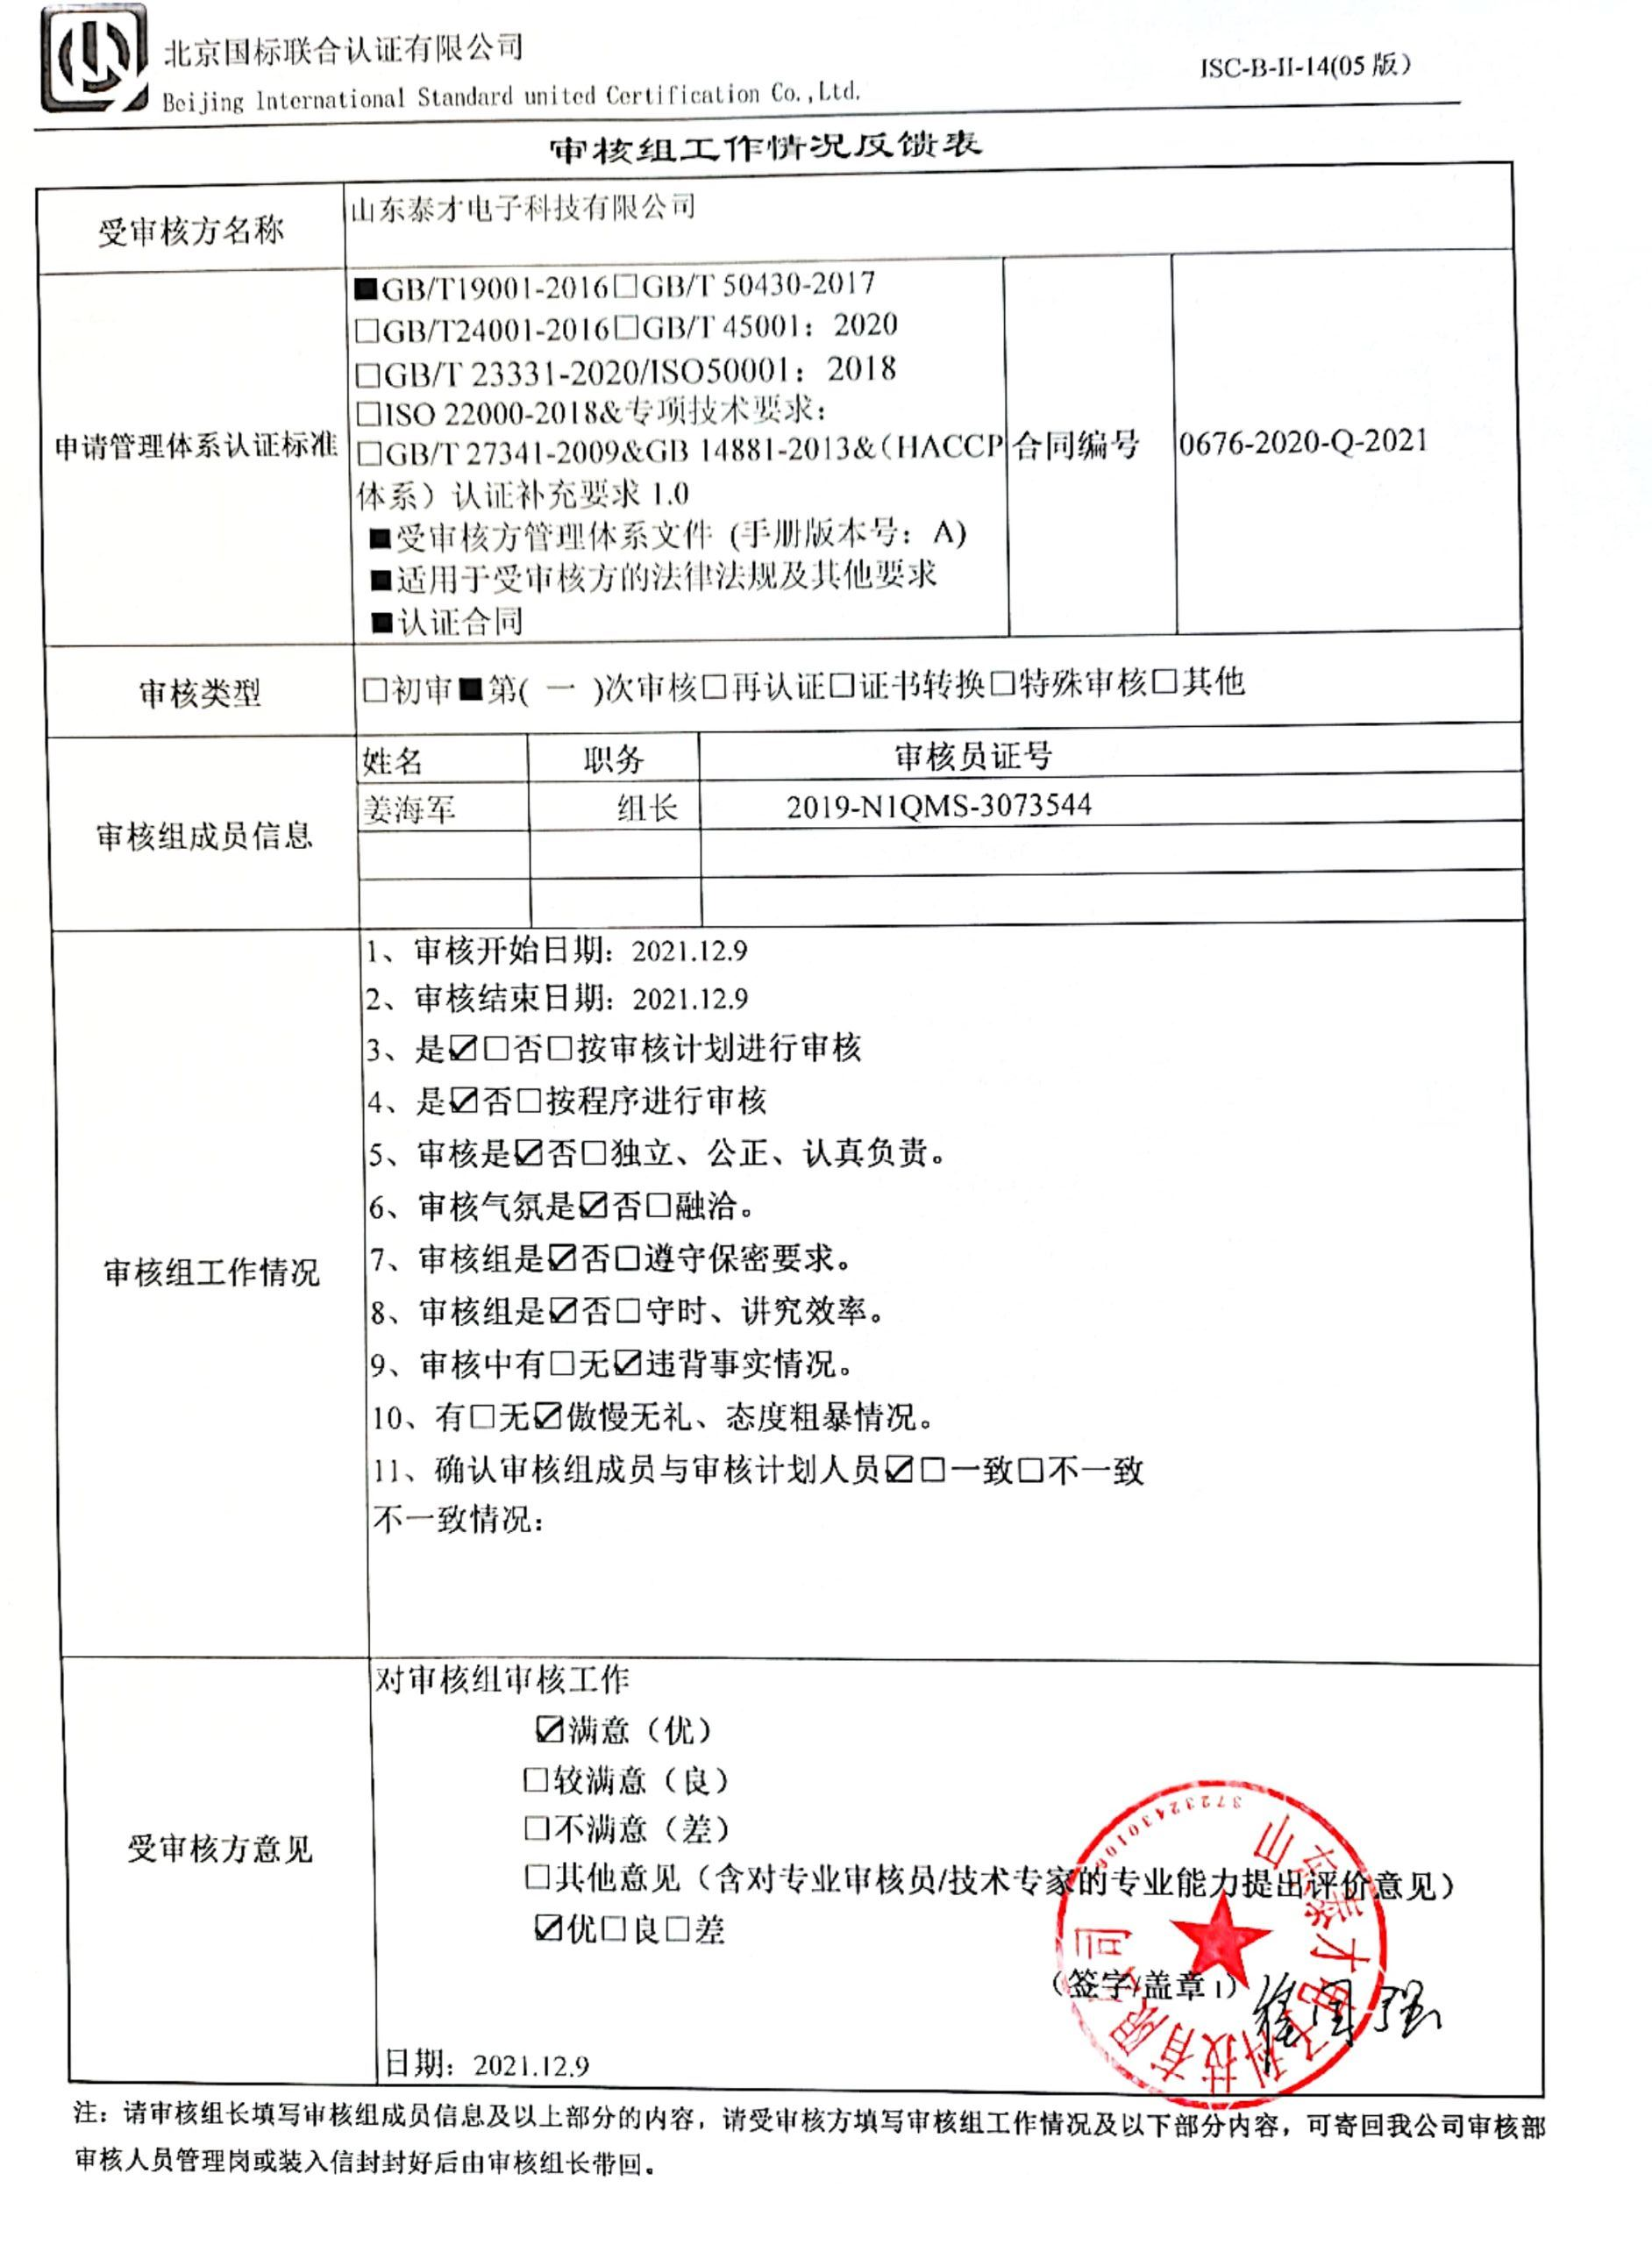 北京国标联合认证有限公司
Beijing International Standard united Certification Co.,Ltd.
ISC-B-II-14(05 版)
审核组工作情况反馈表
受审核方名称
山东泰才电子科技有限公司
申请管理体系认证标准
■GB/T19001-2016□GB/T 50430-2017
□GB/T24001-2016□GB/T 45001：2020
□GB/T 23331-2020/ISO50001：2018
□ISO 22000-2018&专项技术要求：
□GB/T 27341-2009&GB 14881-2013&（HACCP
体系）认证补充要求 1.0
■受审核方管理体系文件 (手册版本号：A)
■适用于受审核方的法律法规及其他要求
■认证合同
合同编号
0676-2020-Q-2021
审核类型
□初审■第( 一 )次审核□再认证□证书转换□特殊审核□其他
审核组成员信息
姓名 职务 审核员证号
姜海军 组长 2019-N1QMS-3073544
审核组工作情况
1、审核开始日期：2021.12.9
2、审核结束日期：2021.12.9
3、是☑□否□按审核计划进行审核
4、是☑否□按程序进行审核
5、审核是☑否□独立、公正、认真负责。
6、审核气氛是☑否□融洽。
7、审核组是☑否□遵守保密要求。
8、审核组是☑否□守时、讲究效率。
9、审核中有□无☑违背事实情况。
10、有□无☑傲慢无礼、态度粗暴情况。
11、确认审核组成员与审核计划人员☑□一致□不一致
不一致情况：
受审核方意见
对审核组审核工作
☑满意（优）
□较满意（良）
□不满意（差）
□其他意见（含对专业审核员/技术专家的专业能力提出评价意见）
☑优□良□差
（签字/盖章）
山东泰才电子科技有限公司
日期：2021.12.9
注：请审核组长填写审核组成员信息及以上部分的内容，请受审核方填写审核组工作情况及以下部分内容，可寄回我公司审核部
审核人员管理岗或装入信封封好后由审核组长带回。